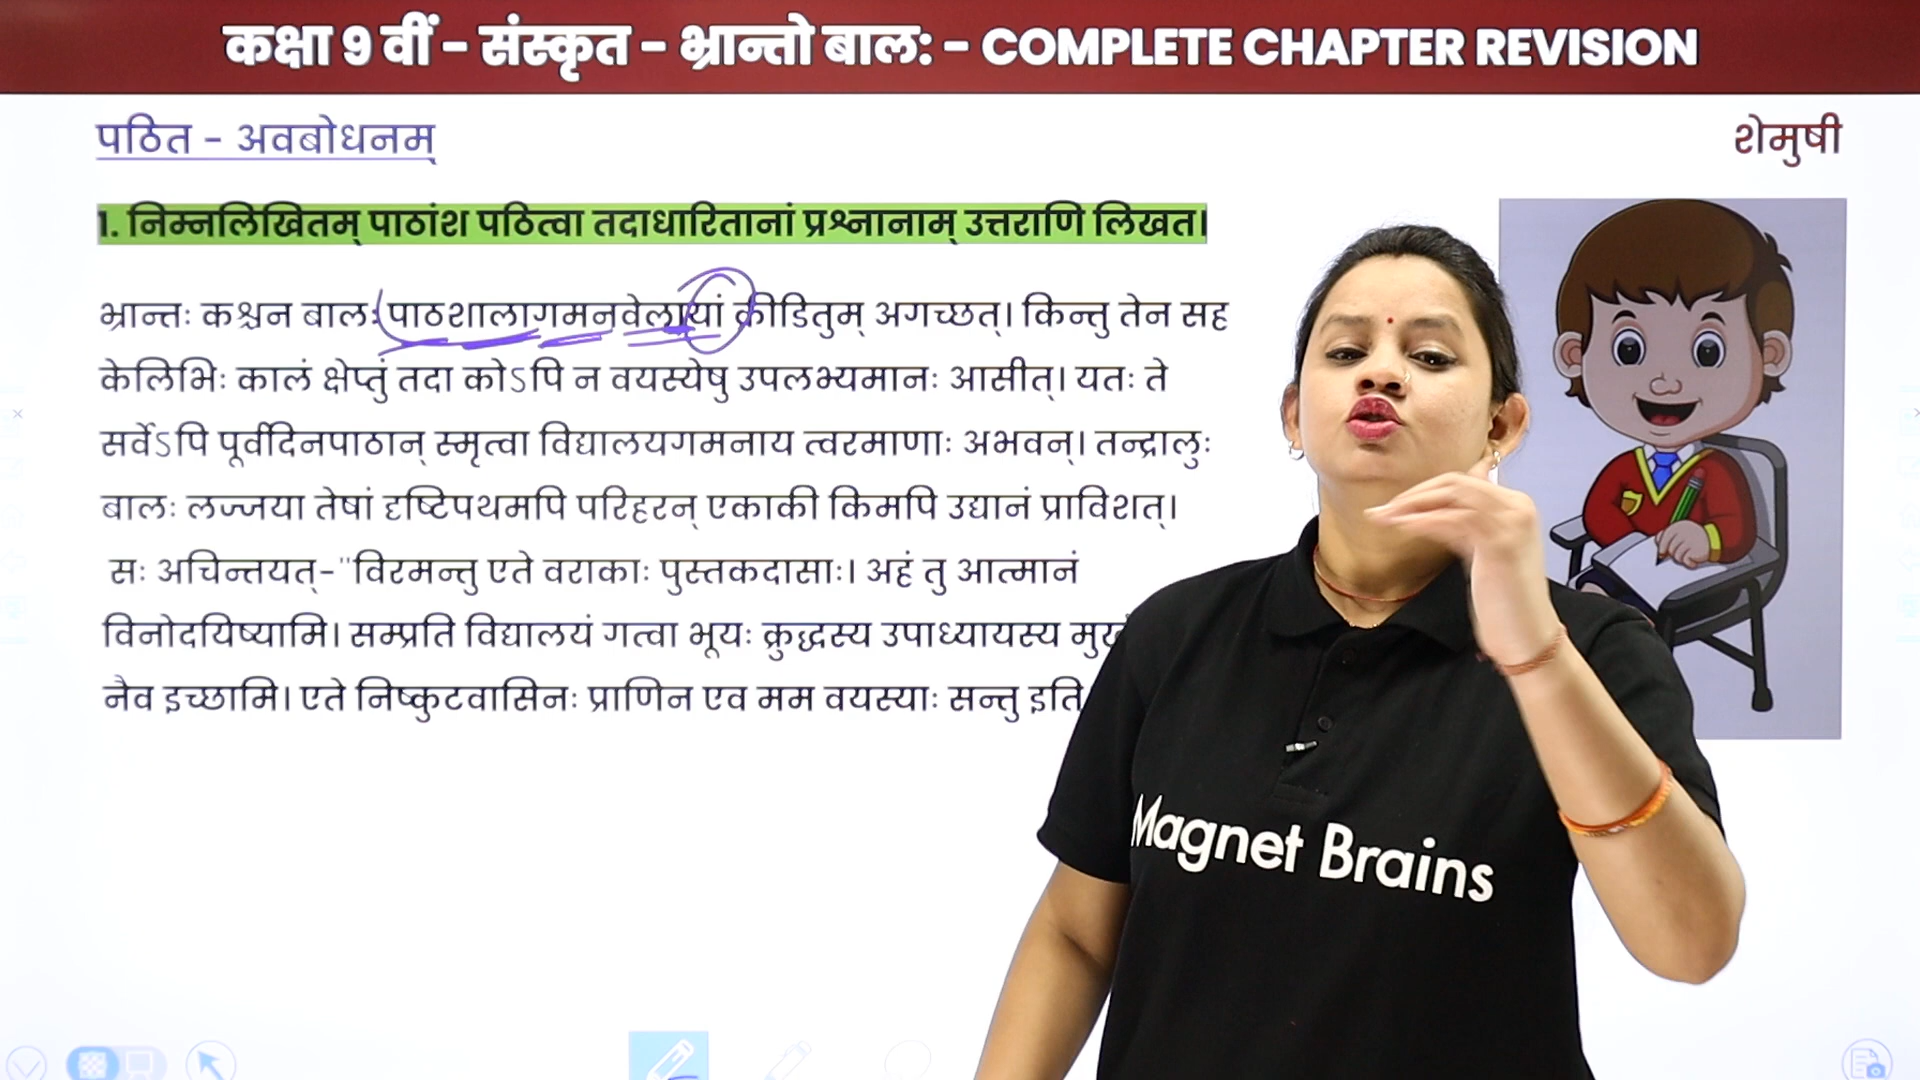 कक्षा 9 वीं - संस्कृत - भ्रान्तो बाल: - COMPLETE CHAPTER REVISION
पठित - अवबोधनम्
शेमुषी
1. निम्नलिखितम् पाठांश पठित्वा तदाधारितानां प्रश्नानाम् उत्तराणि लिखत।
भ्रान्तः कश्चन बालः पाठशालागमनवेलायां क्रीडितुम् अगच्छत्। किन्तु तेन सह
केलिभिः कालं क्षेप्तुं तदा कोऽपि न वयस्येषु उपलभ्यमानः आसीत्। यतः ते
सर्वेऽपि पूर्वदिनपाठान् स्मृत्वा विद्यालयगमनाय त्वरमाणाः अभवन्। तन्द्रालुः
बालः लज्जया तेषां दृष्टिपथमपि परिहरन् एकाकी किमपि उद्यानं प्राविशत्।
सः अचिन्तयत्-"विरमन्तु एते वराकाः पुस्तकदासाः। अहं तु आत्मानं
विनोदयिष्यामि। सम्प्रति विद्यालयं गत्वा भूयः क्रुद्धस्य उपाध्यायस्य
नैव इच्छामि। एते निष्कुटवासिनः प्राणिन एव मम वयस्याः सन्तु इति
Magnet Brains